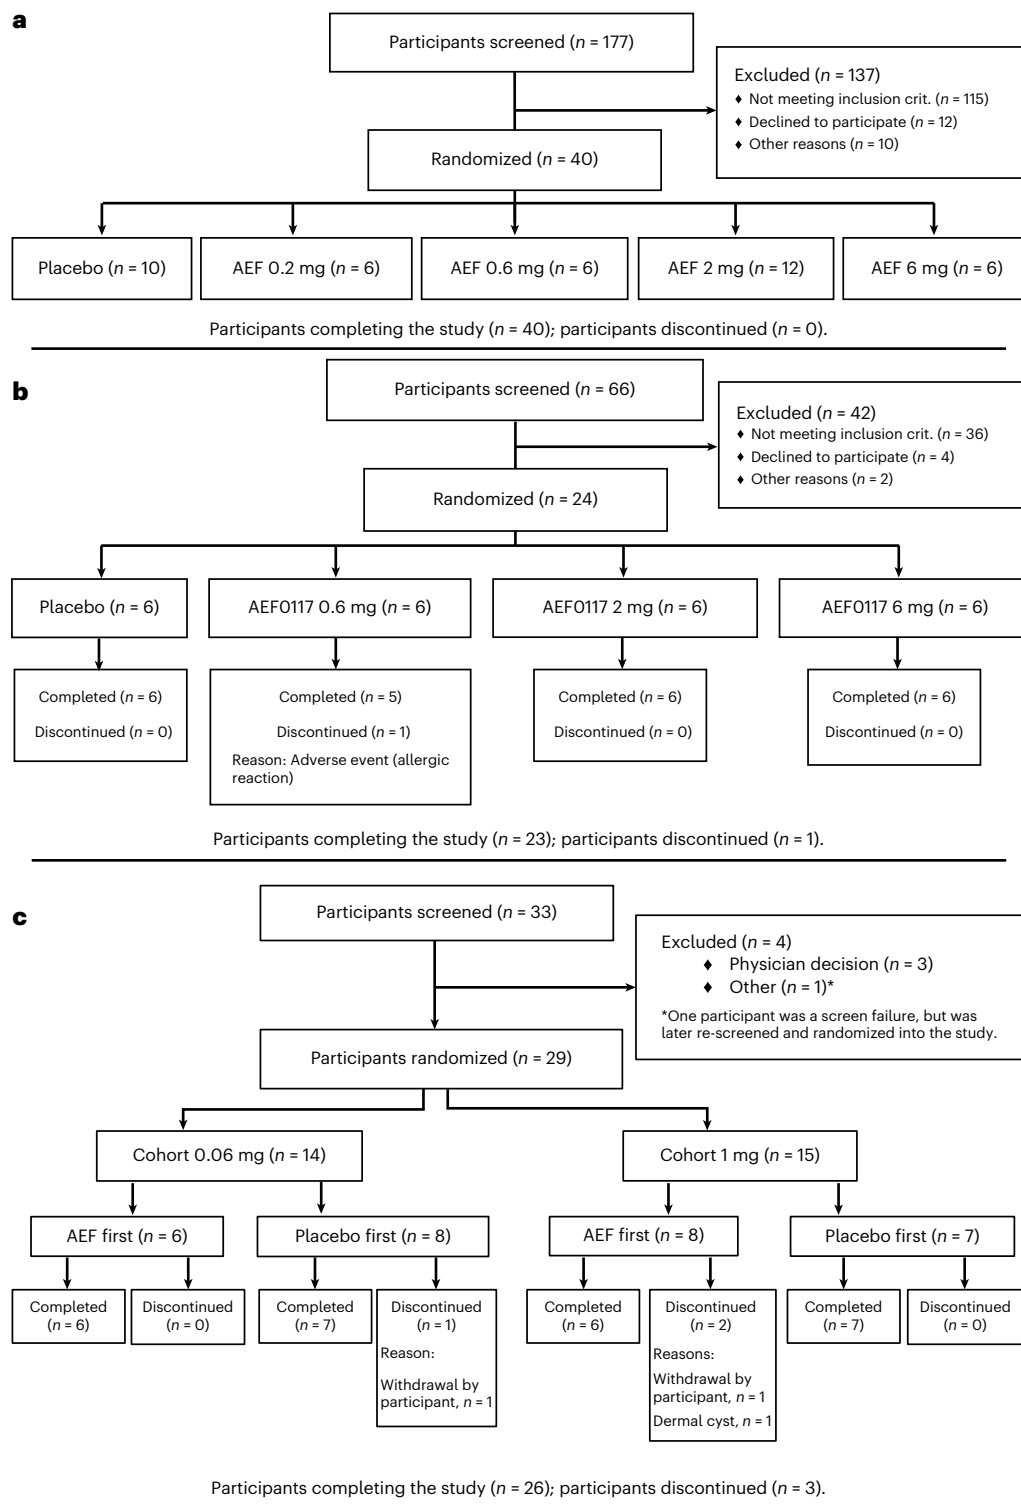 a
Participants screened (n = 177)
Excluded (n = 137)
♦ Not meeting inclusion crit. (n = 115)
♦ Declined to participate (n = 12)
♦ Other reasons (n = 10)
Randomized (n = 40)
Placebo (n = 10)
AEF 0.2 mg (n = 6)
AEF 0.6 mg (n = 6)
AEF 2 mg (n = 12)
AEF 6 mg (n = 6)
Participants completing the study (n = 40); participants discontinued (n = 0).
b
Participants screened (n = 66)
Excluded (n = 42)
♦ Not meeting inclusion crit. (n = 36)
♦ Declined to participate (n = 4)
♦ Other reasons (n = 2)
Randomized (n = 24)
Placebo (n = 6)
AEF0117 0.6 mg (n = 6)
AEF0117 2 mg (n = 6)
AEF0117 6 mg (n = 6)
Completed (n = 6)
Discontinued (n = 0)
Completed (n = 5)
Discontinued (n = 1)
Reason: Adverse event (allergic
reaction)
Completed (n = 6)
Discontinued (n = 0)
Completed (n = 6)
Discontinued (n = 0)
Participants completing the study (n = 23); participants discontinued (n = 1).
c
Participants screened (n = 33)
Excluded (n = 4)
♦ Physician decision (n = 3)
♦ Other (n = 1)*
*One participant was a screen failure, but was
later re-screened and randomized into the study.
Participants randomized (n = 29)
Cohort 0.06 mg (n = 14)
Cohort 1 mg (n = 15)
AEF first (n = 6)
Placebo first (n = 8)
AEF first (n = 8)
Placebo first (n = 7)
Completed
(n = 6)
Discontinued
(n = 0)
Completed
(n = 7)
Discontinued
(n = 1)
Reason:
Withdrawal by
participant, n = 1
Completed
(n = 6)
Discontinued
(n = 2)
Reasons:
Withdrawal by
participant, n = 1
Dermal cyst, n = 1
Completed
(n = 7)
Discontinued
(n = 0)
Participants completing the study (n = 26); participants discontinued (n = 3).